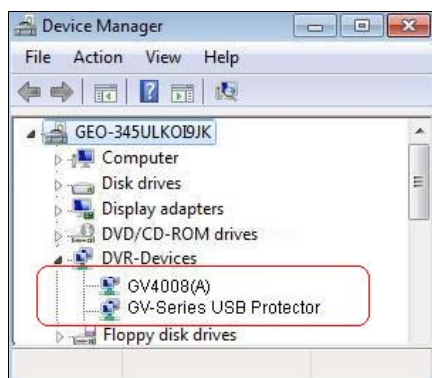 Device Manager
File Action View Help
GEO-345ULKOI9JK
Computer
Disk drives
Display adapters
DVD/CD-ROM drives
DVR-Devices
GV4008(A)
GV-Series USB Protector
Floppy disk drives